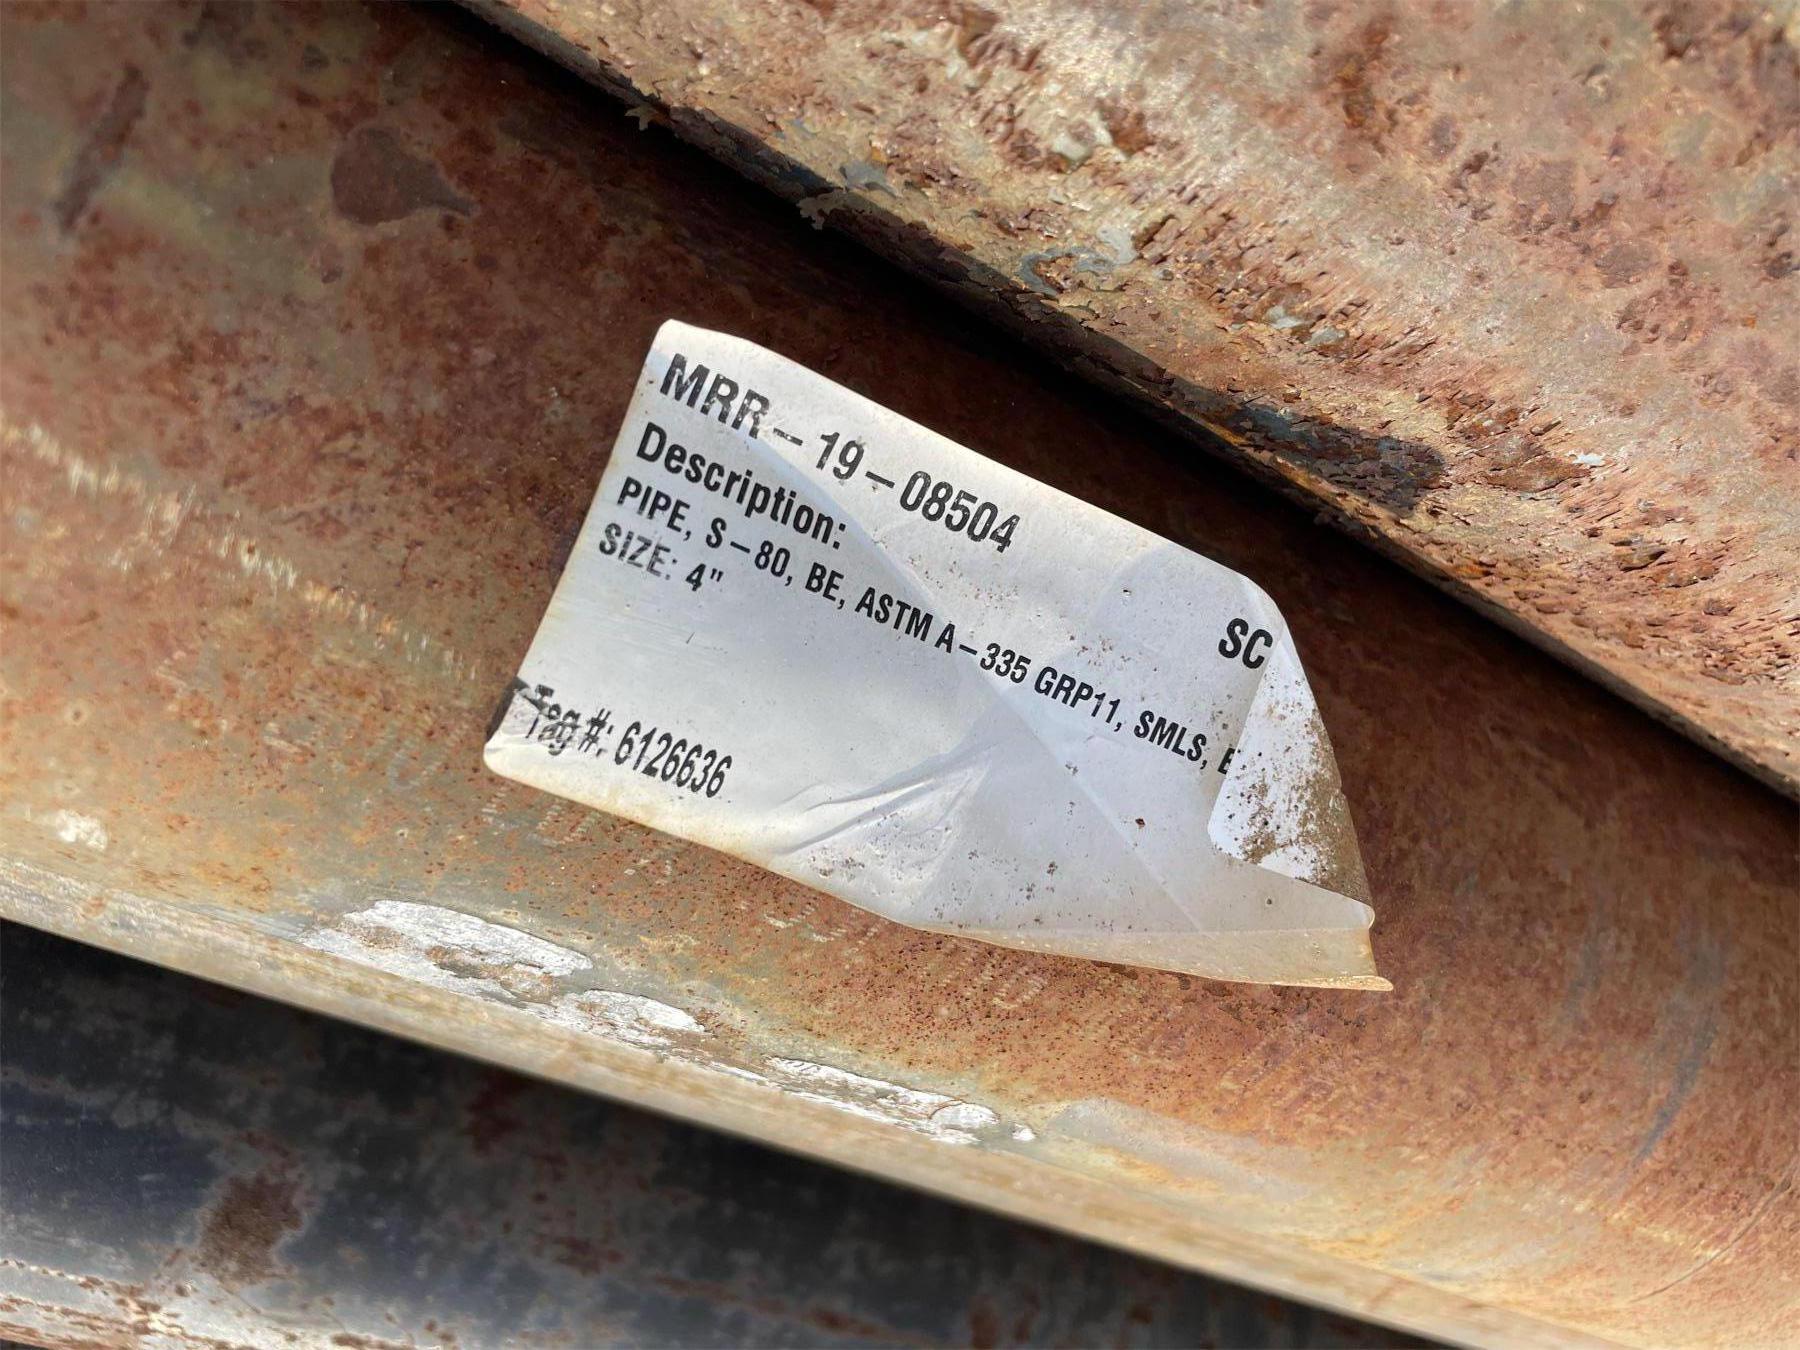 MRR-19-08504
SC
Description:
PIPE, S-80, BE, ASTM A-335 GRP11, SMLS,
SIZE: 4"
Tag #: 6126636